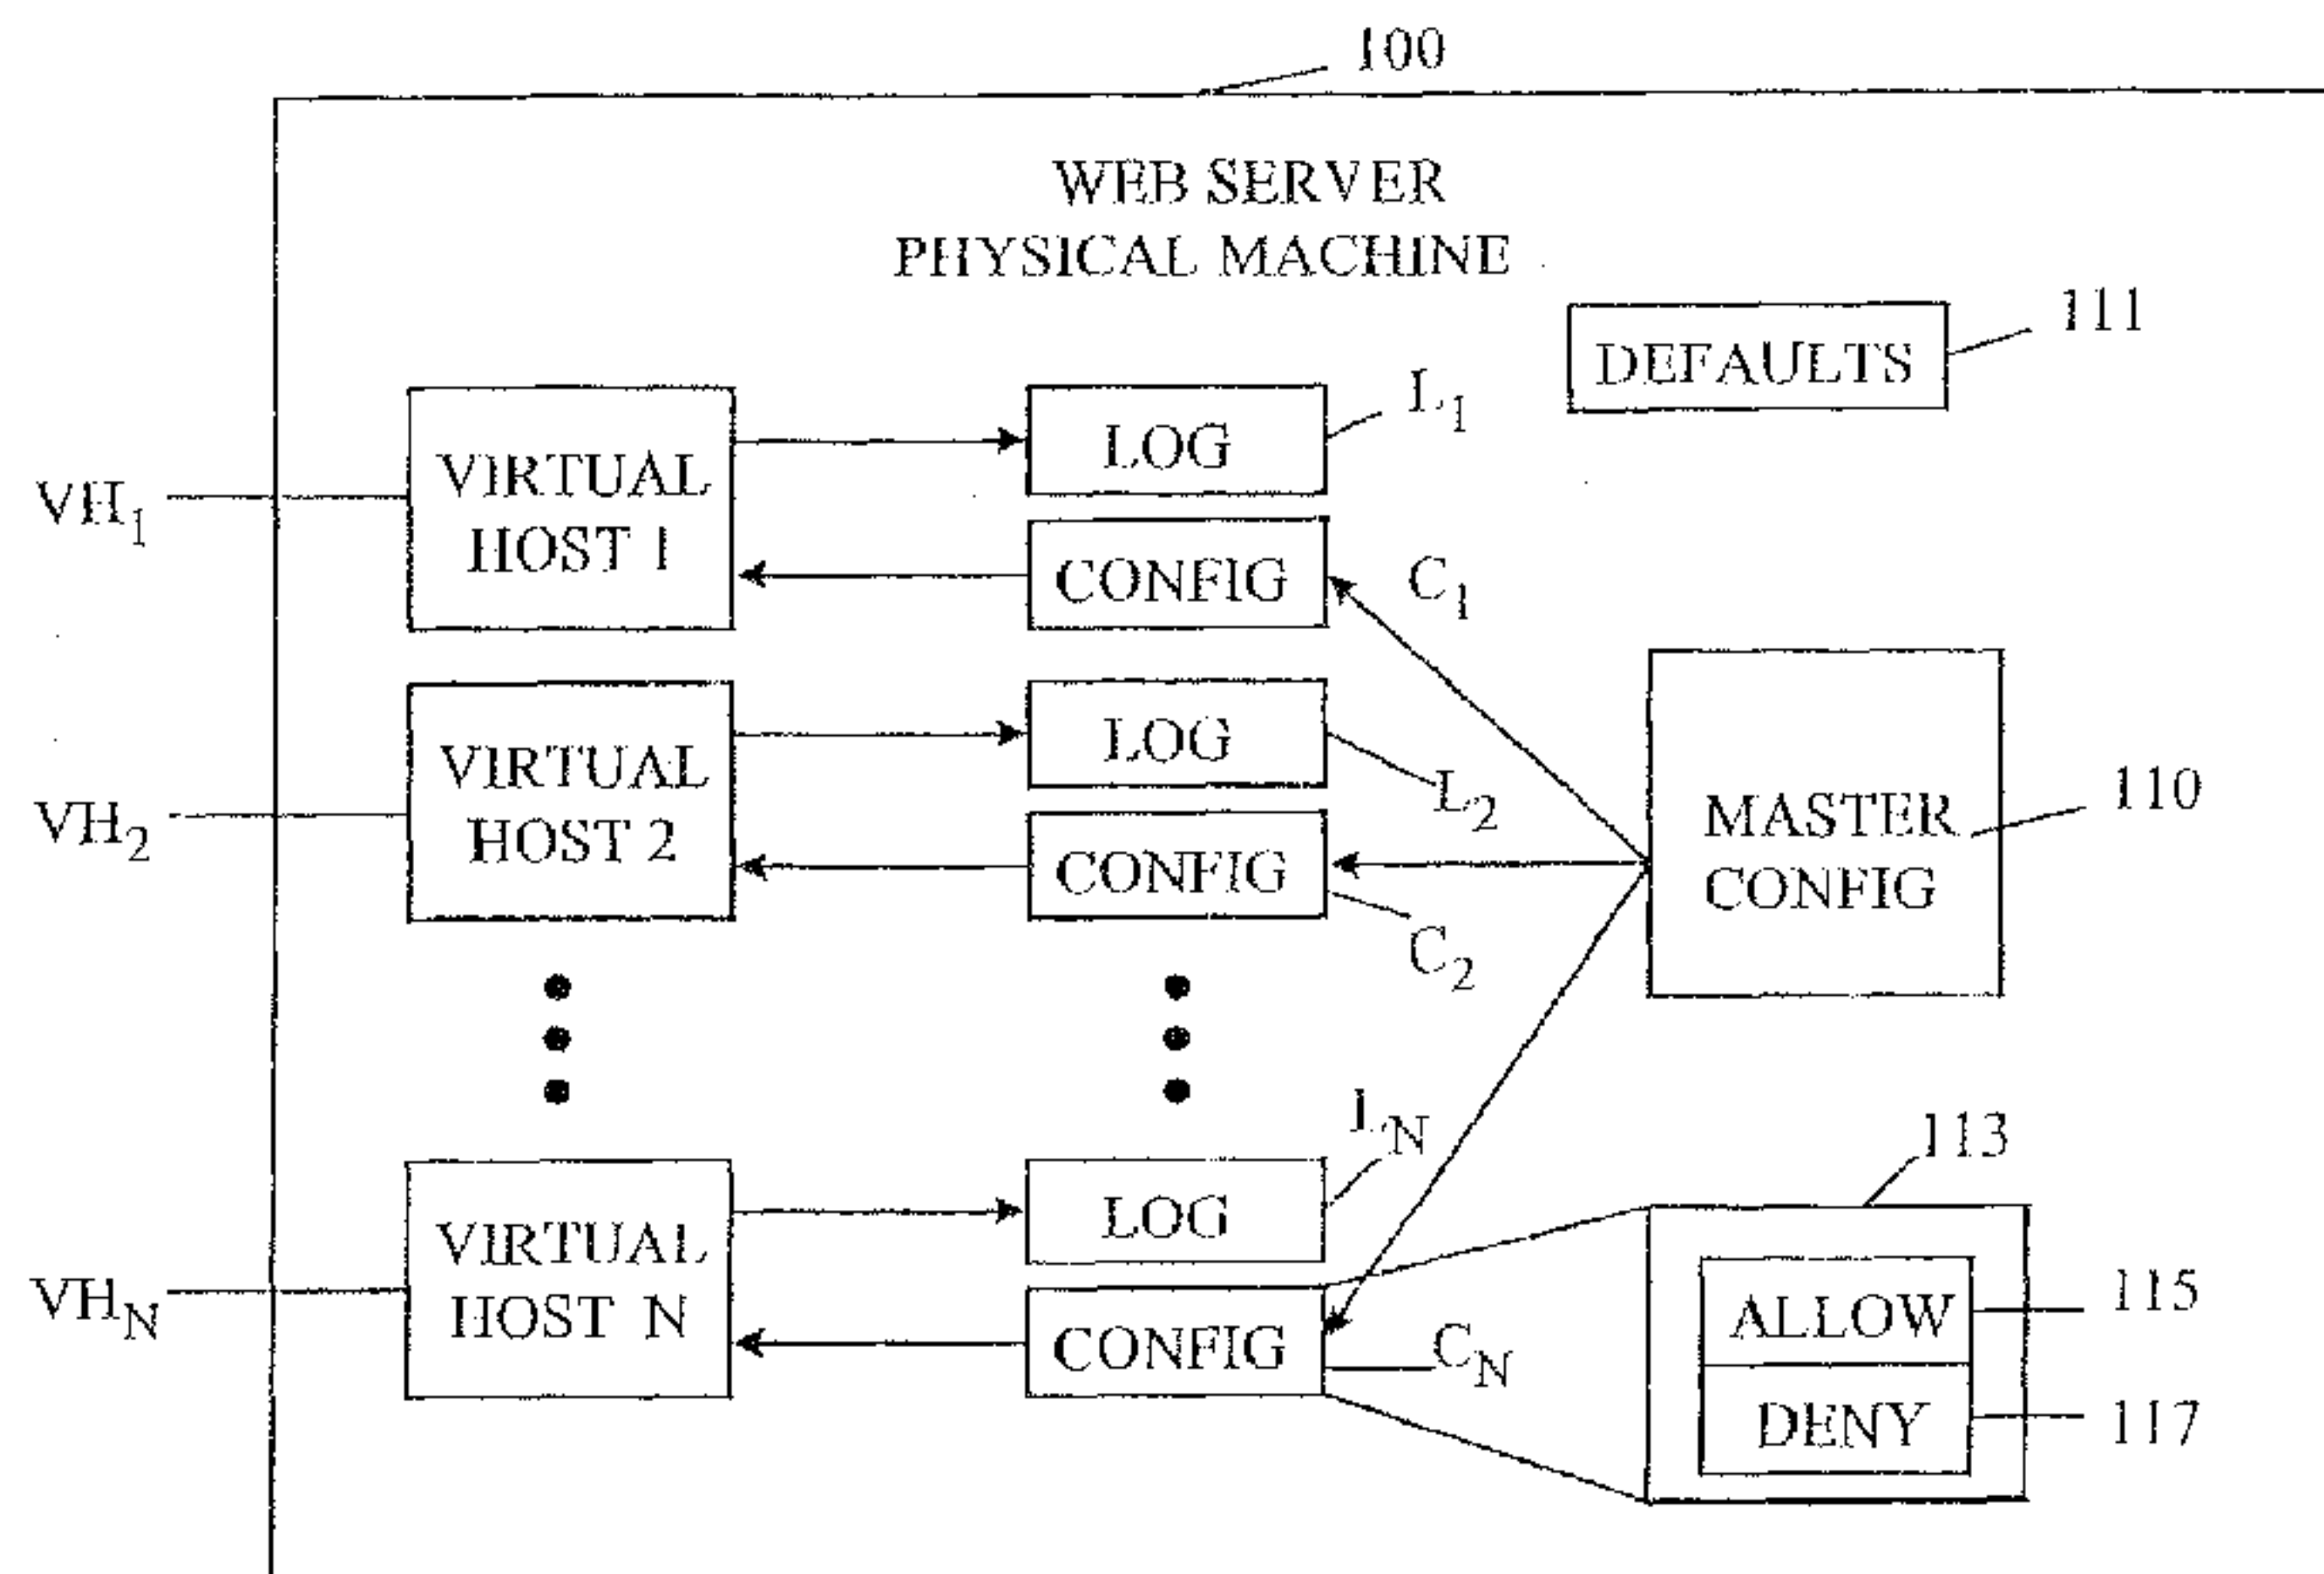 100
WEB SERVER
PHYSICAL MACHINE
DEFAULTS
111
VH1
VIRTUAL
HOST 1
LOG
L1
CONFIG
C1
VH2
VIRTUAL
HOST 2
LOG
L2
CONFIG
C2
MASTER
CONFIG
110
VHN
VIRTUAL
HOST N
LOG
LN
CONFIG
CN
113
ALLOW
115
DENY
117